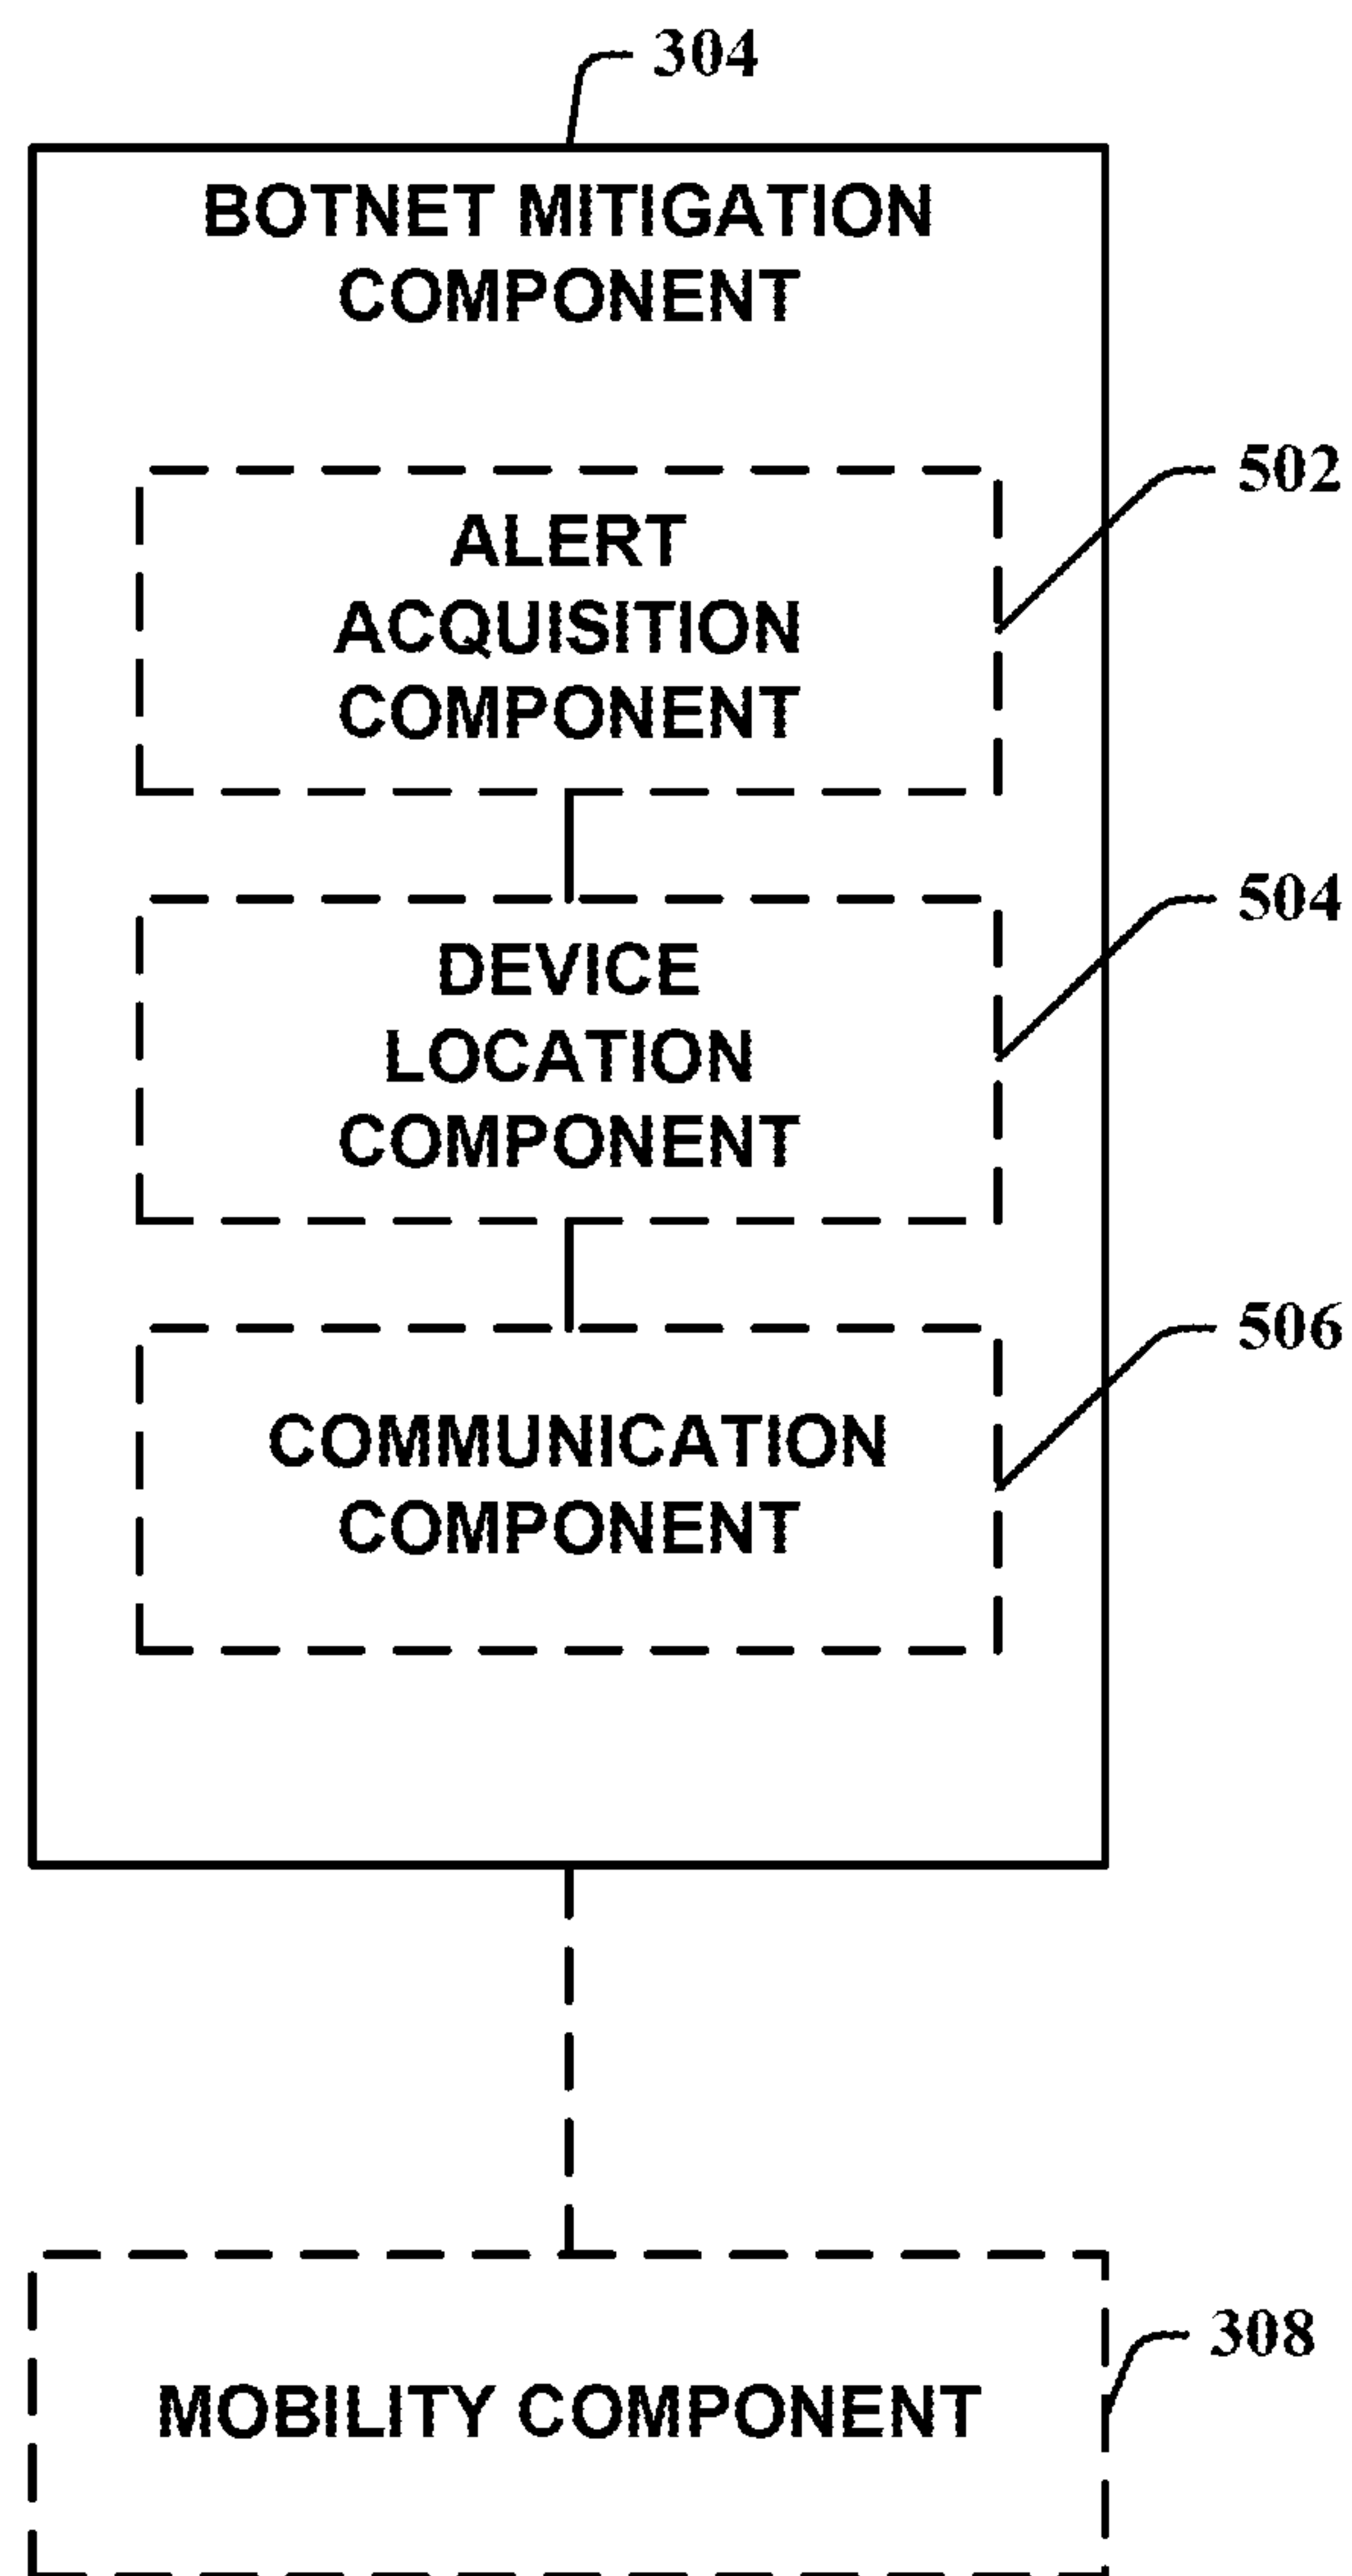 304
BOTNET MITIGATION
COMPONENT
502
ALERT
ACQUISITION
COMPONENT
504
DEVICE
LOCATION
COMPONENT
506
COMMUNICATION
COMPONENT
308
MOBILITY COMPONENT